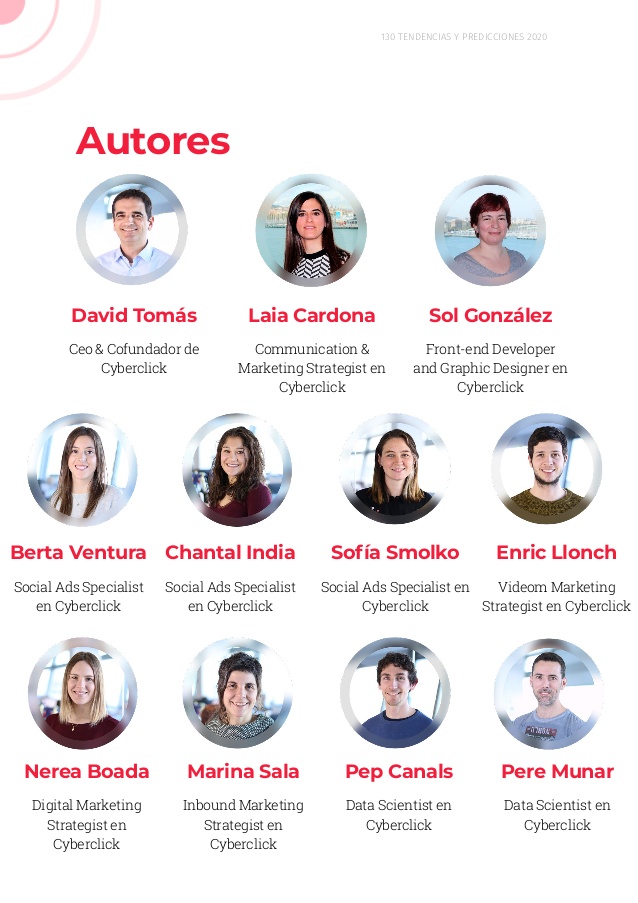 130 TENDENCIAS Y PREDICCIONES 2020
Autores
David Tomás
Laia Cardona
Sol González
Ceo & Cofundador de
Cyberclick
Communication &
Marketing Strategist en
Cyberclick
Front-end Developer
and Graphic Designer en
Cyberclick
Berta Ventura
Chantal India
Sofía Smolko
Enric Llonch
Social Ads Specialist
en Cyberclick
Social Ads Specialist
en Cyberclick
Social Ads Specialist en
Cyberclick
Videom Marketing
Strategist en Cyberclick
Nerea Boada
Marina Sala
Pep Canals
Pere Munar
Digital Marketing
Strategist en
Cyberclick
Inbound Marketing
Strategist en
Cyberclick
Data Scientist en
Cyberclick
Data Scientist en
Cyberclick